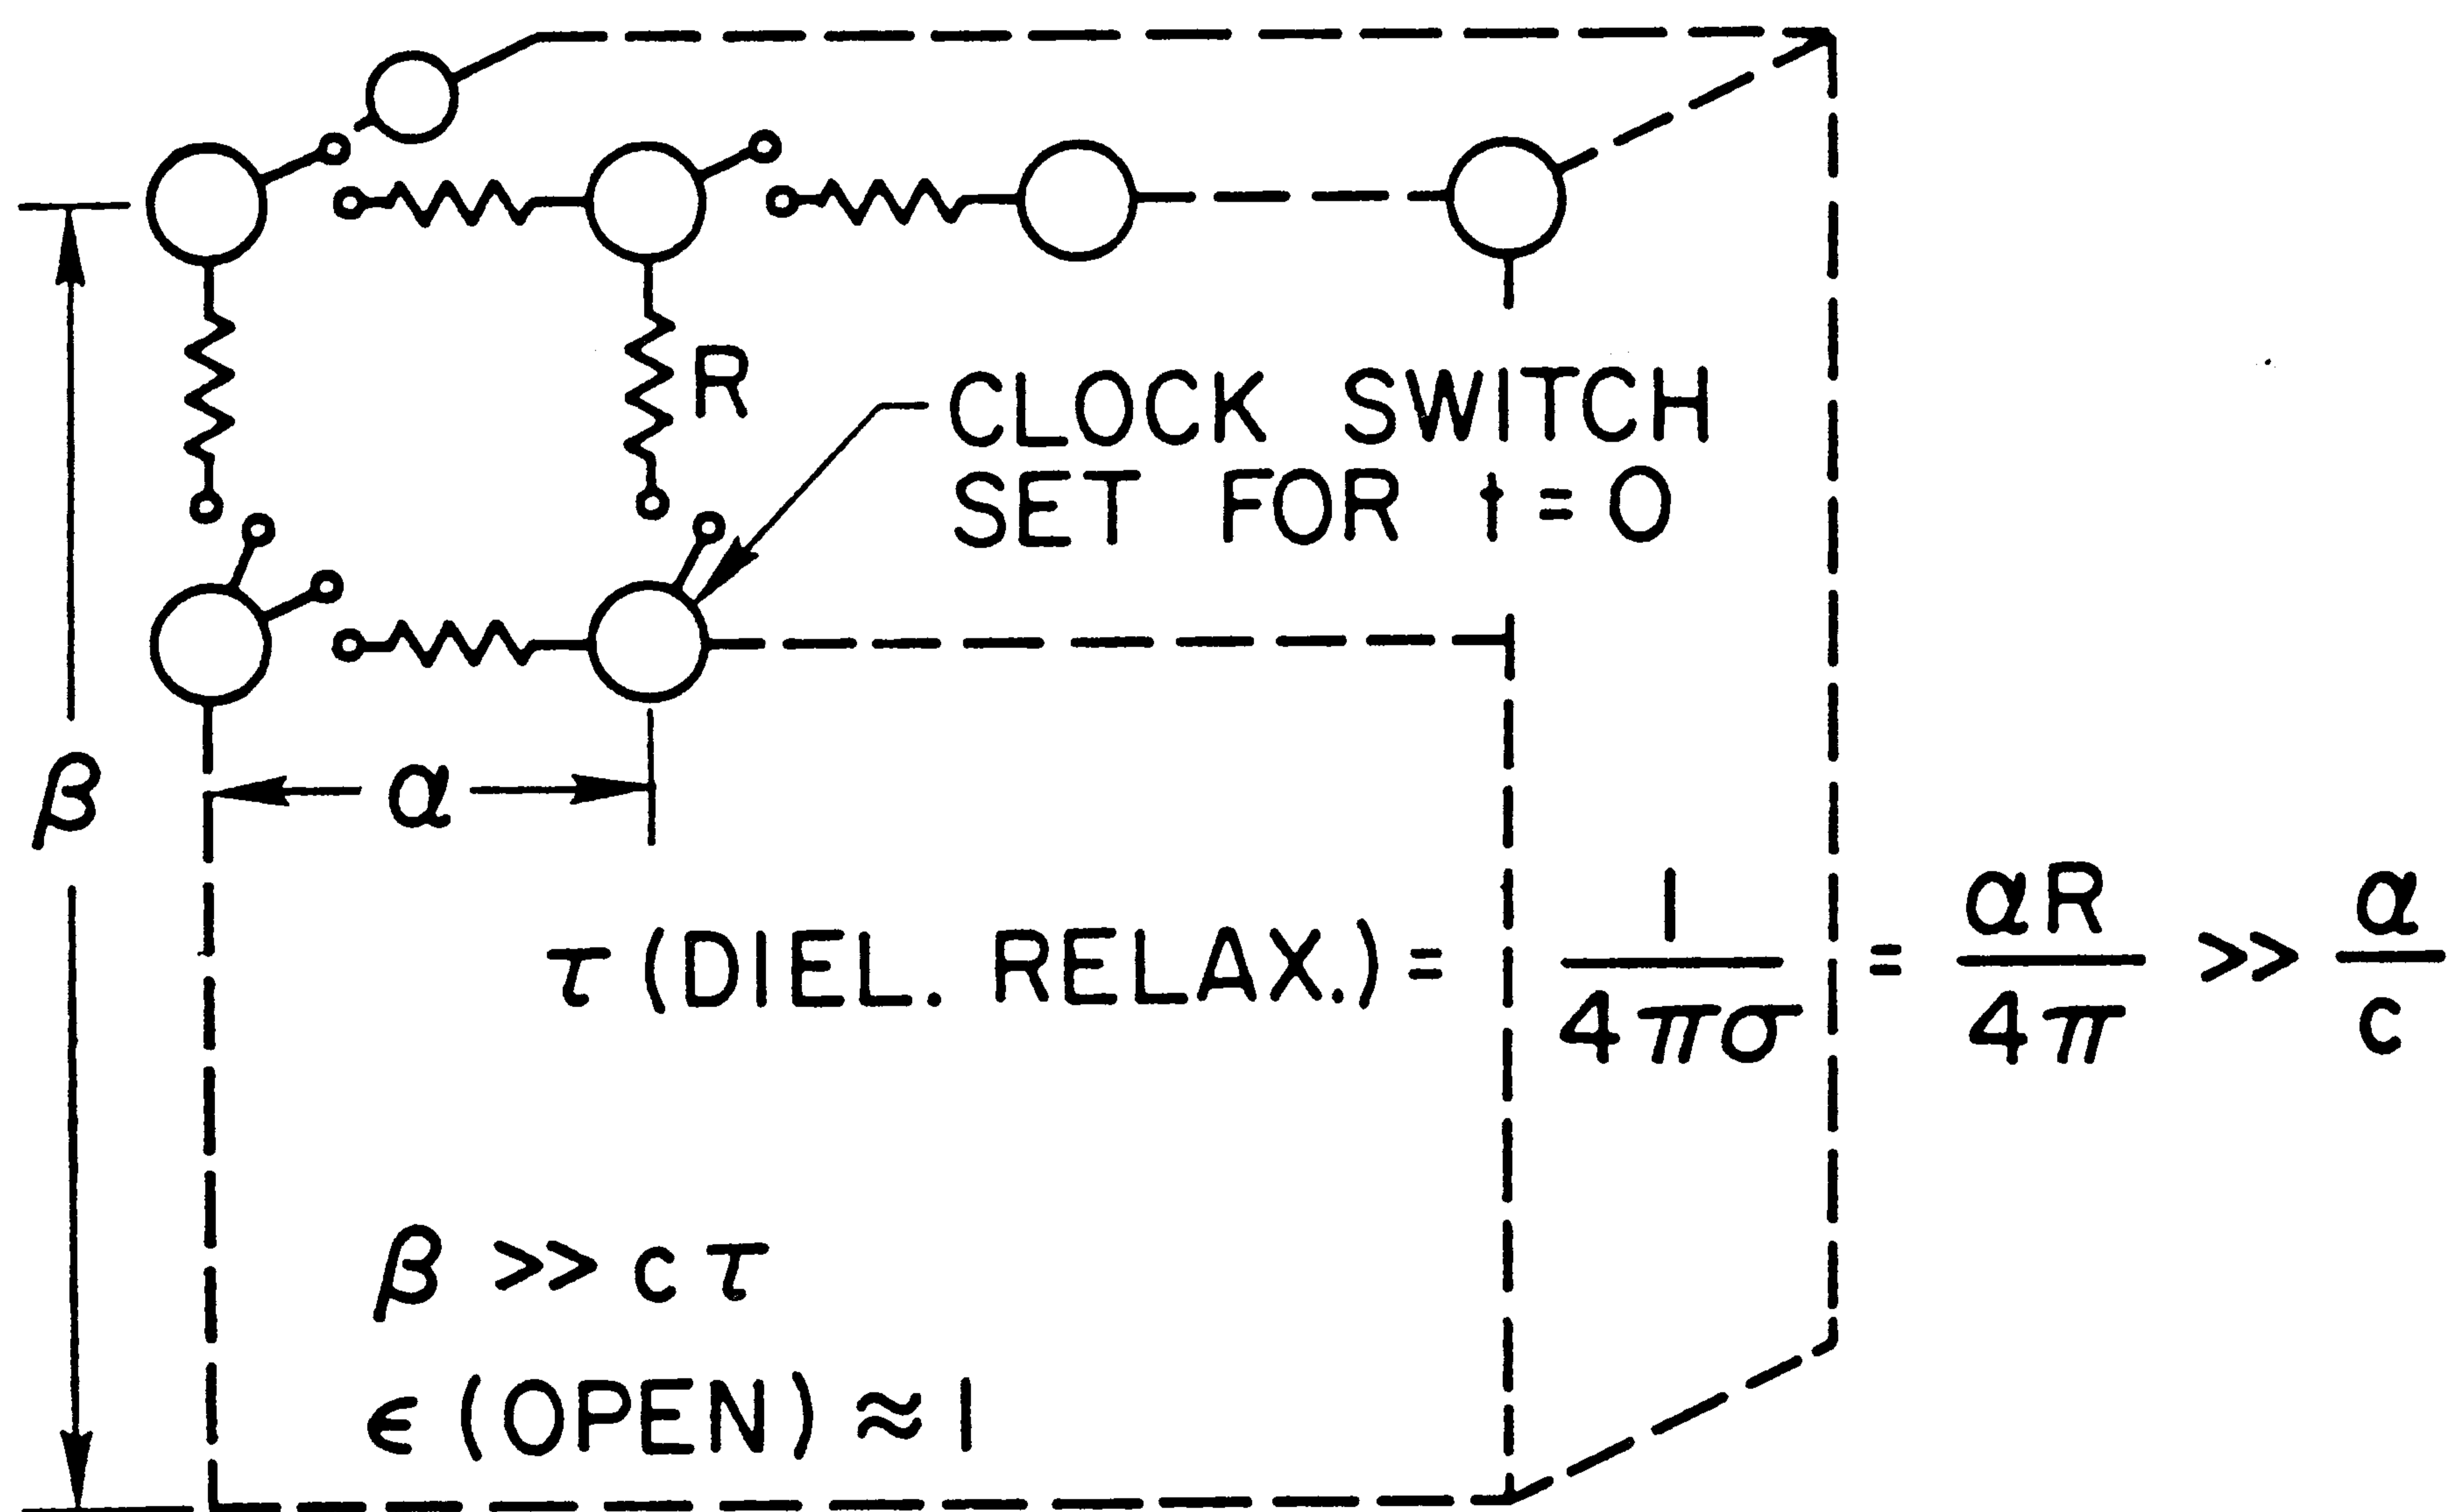 R
CLOCK SWITCH
SET FOR t = 0
β
α
τ (DIEL. RELAX.) = 1/4πσ = αR/4π >> α/c
β >> cτ
ϵ (OPEN) ≈ 1